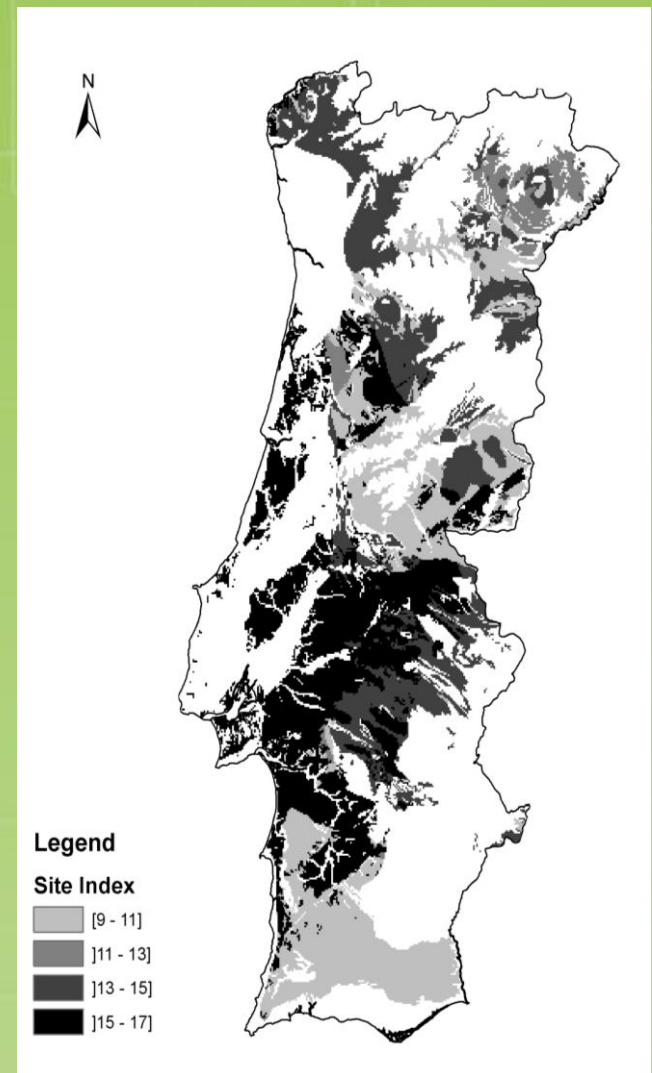 N
Legend
Site Index
[9 - 11]
]11 - 13]
]13 - 15]
]15 - 17]